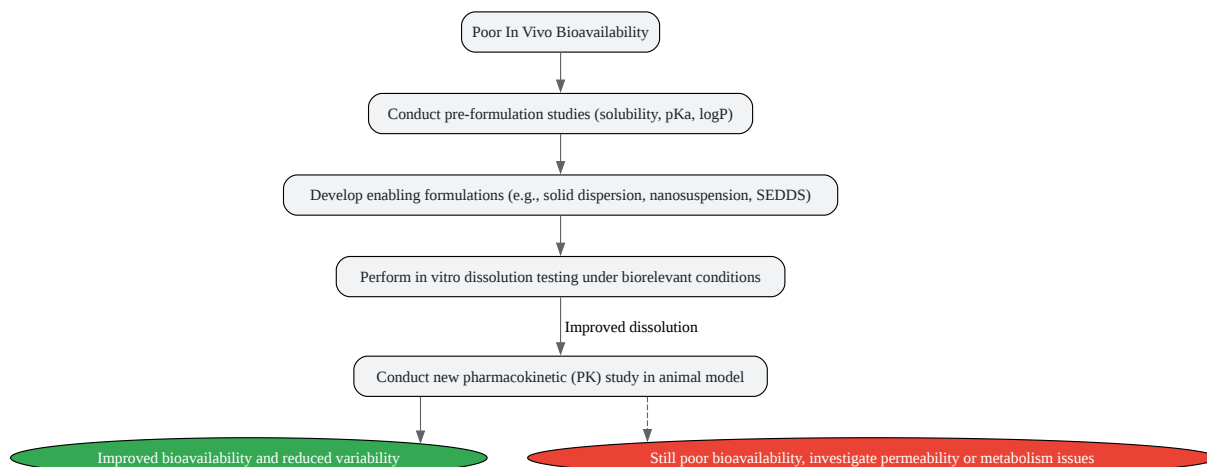 Poor In Vivo Bioavailability
Conduct pre-formulation studies (solubility, pKa, logP)
Develop enabling formulations (e.g., solid dispersion, nanosuspension, SEDDS)
Perform in vitro dissolution testing under biorelevant conditions
Improved dissolution
Conduct new pharmacokinetic (PK) study in animal model
Improved bioavailability and reduced variability
Still poor bioavailability, investigate permeability or metabolism issues